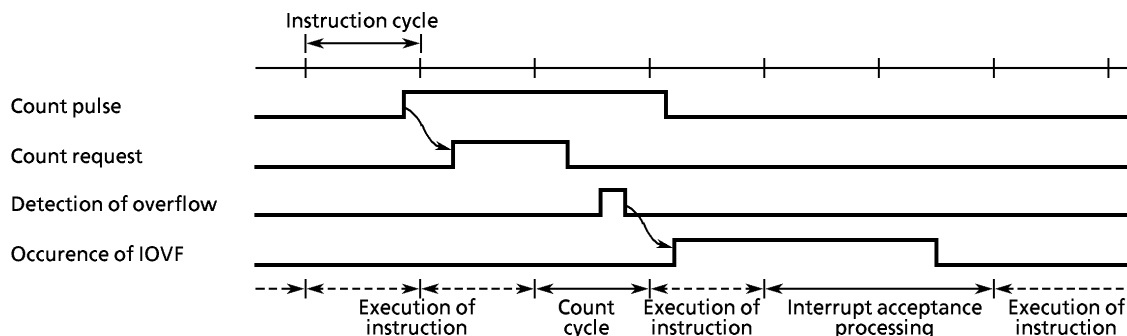 Instruction cycle
Count pulse
Count request
Detection of overflow
Occurence of IOVF
Execution of
instruction
Count
cycle
Execution of
instruction
Interrupt acceptance
processing
Execution of
instruction